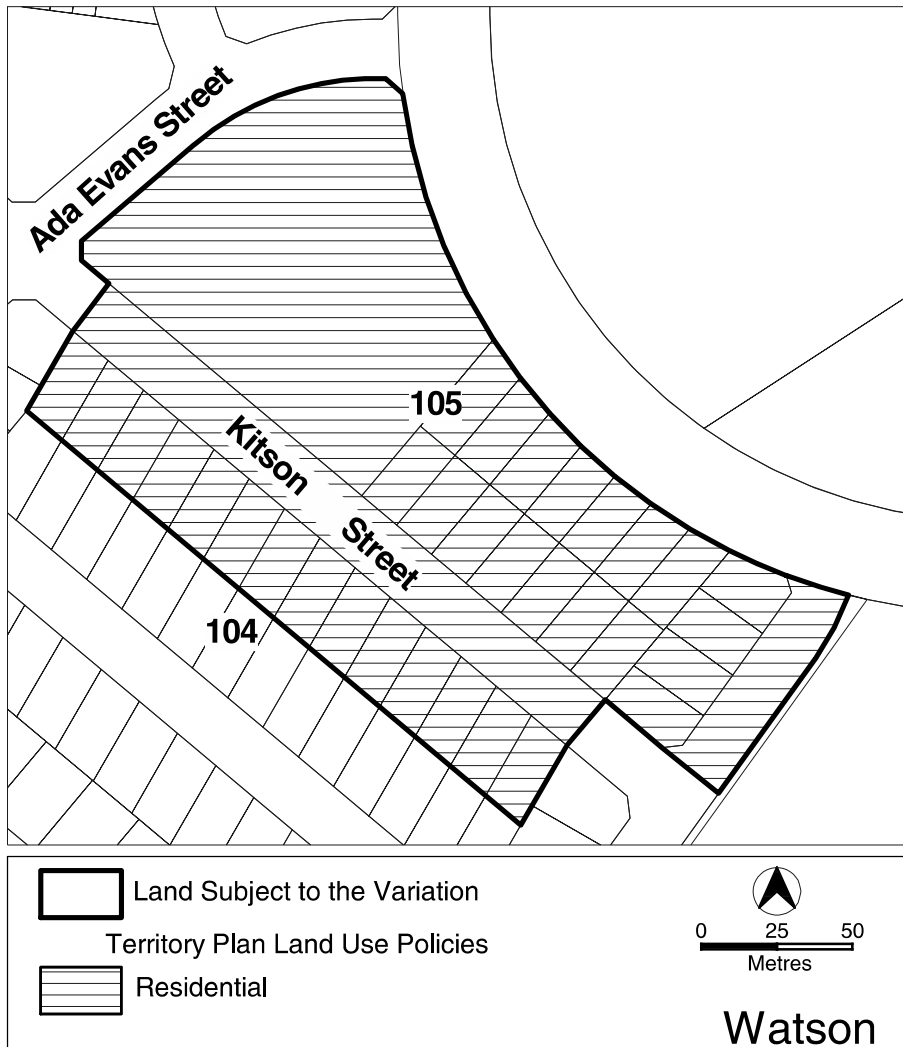 Ada Evans Street
105
Kitson
Street
104
Land Subject to the Variation
Territory Plan Land Use Policies
Residential
0 25 50
Metres
Watson